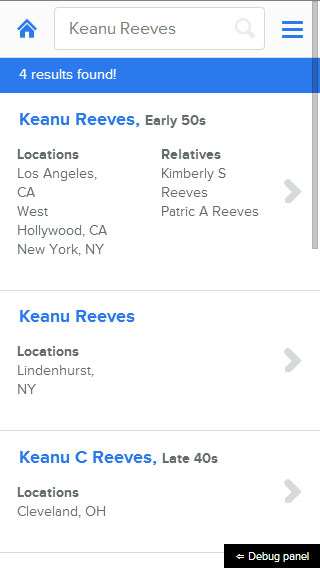 Keanu Reeves
4 results found!
Keanu Reeves, Early 50s
Locations
Los Angeles,
CA
West
Hollywood, CA
New York, NY
Relatives
Kimberly S
Reeves
Patric A Reeves
Keanu Reeves
Locations
Lindenhurst,
NY
Keanu C Reeves, Late 40s
Locations
Cleveland, OH
⇐ Debug panel